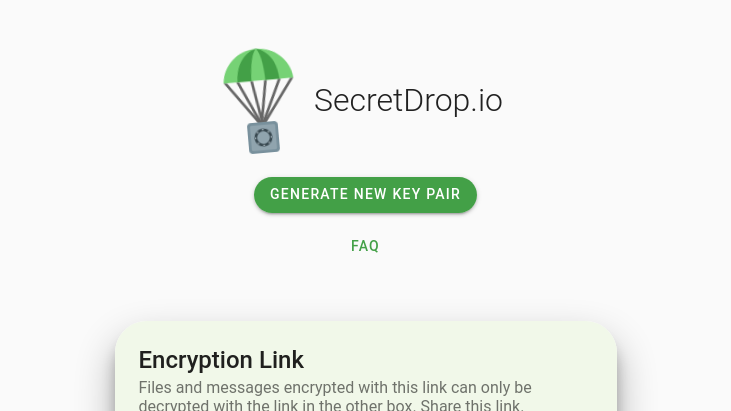 SecretDrop.io
GENERATE NEW KEY PAIR
FAQ
Encryption Link
Files and messages encrypted with this link can only be
decrypted with the link in the other box. Share this link.